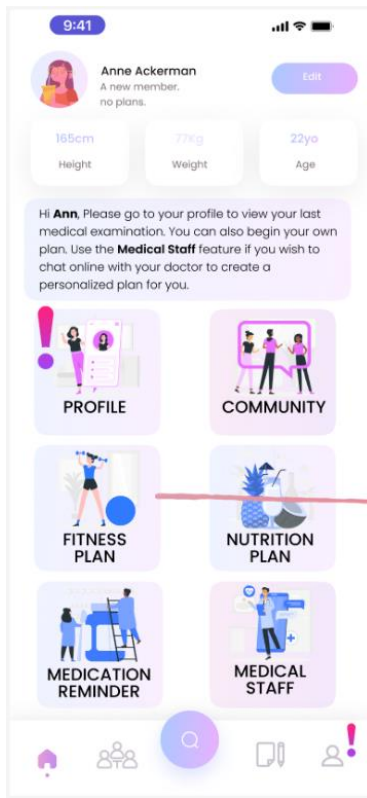 9:41
Anne Ackerman
A new member.
no plans.
Edit
165cm
Height
77Kg
Weight
22yo
Age
Hi Ann, Please go to your profile to view your last
medical examination. You can also begin your own
plan. Use the Medical Staff feature if you wish to
chat online with your doctor to create a
personalized plan for you.
PROFILE
COMMUNITY
FITNESS
PLAN
NUTRITION
PLAN
MEDICATION
REMINDER
MEDICAL
STAFF